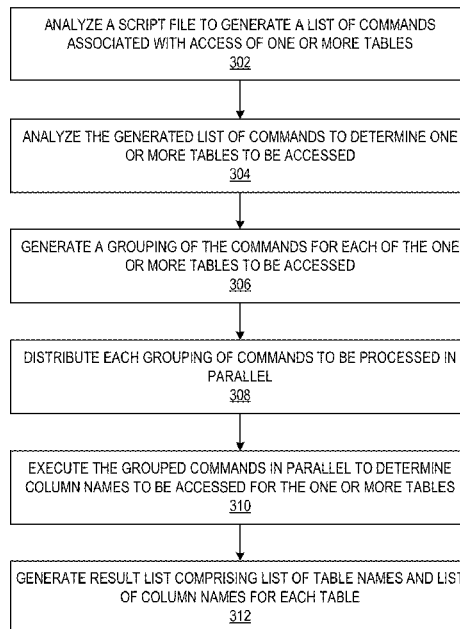 ANALYZE A SCRIPT FILE TO GENERATE A LIST OF COMMANDS
ASSOCIATED WITH ACCESS OF ONE OR MORE TABLES
302
ANALYZE THE GENERATED LIST OF COMMANDS TO DETERMINE ONE
OR MORE TABLES TO BE ACCESSED
304
GENERATE A GROUPING OF THE COMMANDS FOR EACH OF THE ONE
OR MORE TABLES TO BE ACCESSED
306
DISTRIBUTE EACH GROUPING OF COMMANDS TO BE PROCESSED IN
PARALLEL
308
EXECUTE THE GROUPED COMMANDS IN PARALLEL TO DETERMINE
COLUMN NAMES TO BE ACCESSED FOR THE ONE OR MORE TABLES
310
GENERATE RESULT LIST COMPRISING LIST OF TABLE NAMES AND LIST
OF COLUMN NAMES FOR EACH TABLE
312